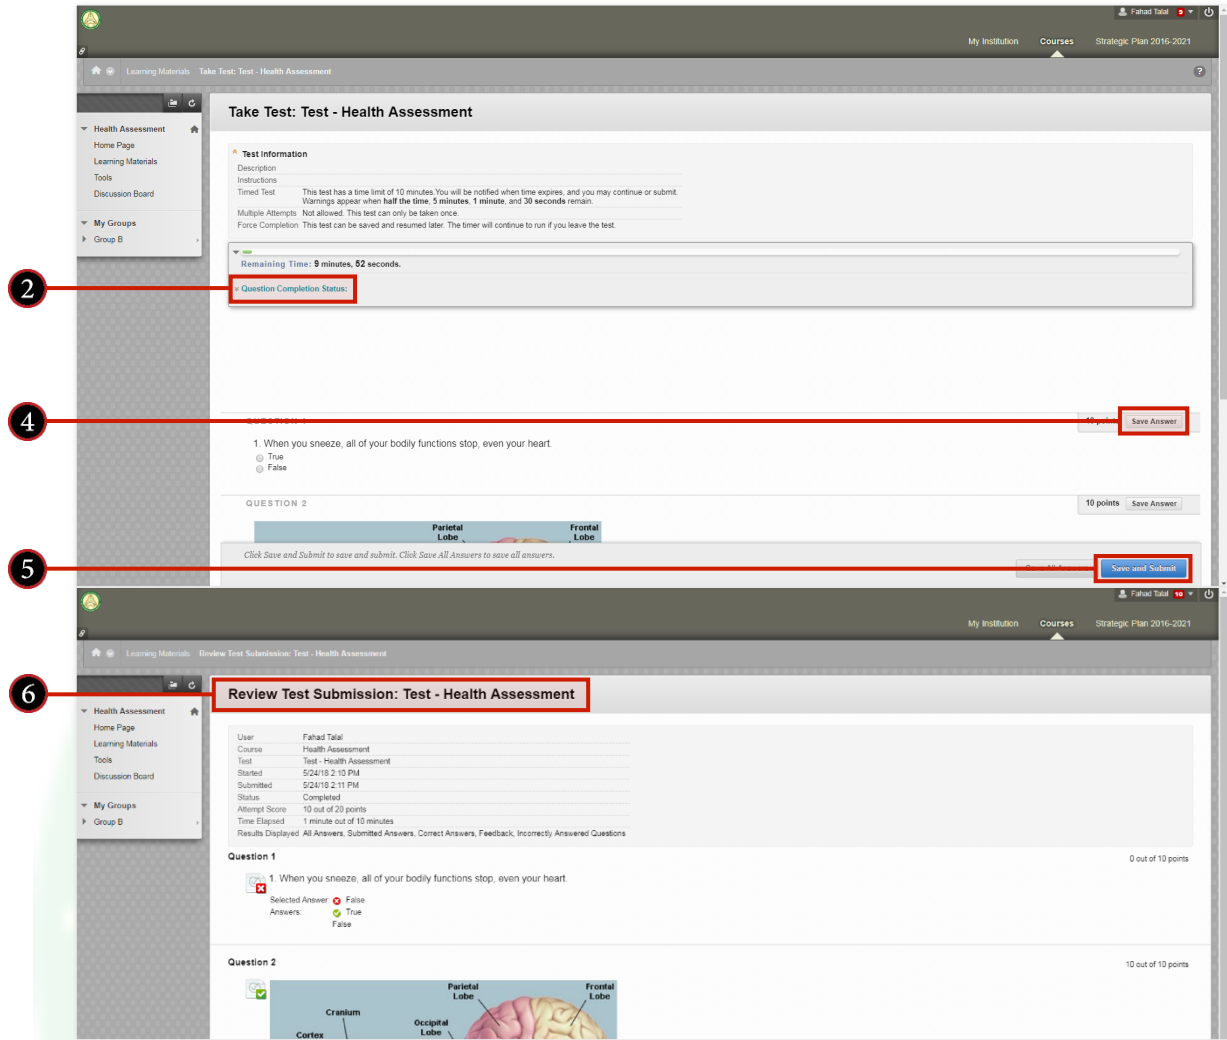 Fahad Talal 9
My Institution Courses Strategic Plan 2016-2021
Learning Materials Take Test: Test - Health Assessment
?
Take Test: Test - Health Assessment
Health Assessment
Home Page
Learning Materials
Tools
Discussion Board
My Groups
Group B
Test Information
Description
Instructions
Timed Test This test has a time limit of 10 minutes.You will be notified when time expires, and you may continue or submit.
Warnings appear when half the time, 5 minutes, 1 minute, and 30 seconds remain.
Multiple Attempts Not allowed. This test can only be taken once.
Force Completion This test can be saved and resumed later. The timer will continue to run if you leave the test.
Remaining Time: 9 minutes, 52 seconds.
2
Question Completion Status:
4
QUESTION 1 10 points Save Answer
1. When you sneeze, all of your bodily functions stop, even your heart.
True
False
QUESTION 2 10 points Save Answer
Parietal Lobe
Frontal Lobe
Click Save and Submit to save and submit. Click Save All Answers to save all answers.
5
Save All Answers Save and Submit
Fahad Talal 10
My Institution Courses Strategic Plan 2016-2021
Learning Materials Review Test Submission: Test - Health Assessment
6
Review Test Submission: Test - Health Assessment
Health Assessment
Home Page
Learning Materials
Tools
Discussion Board
My Groups
Group B
User Fahad Talal
Course Health Assessment
Test Test - Health Assessment
Started 5/24/18 2:10 PM
Submitted 5/24/18 2:11 PM
Status Completed
Attempt Score 10 out of 20 points
Time Elapsed 1 minute out of 10 minutes
Results Displayed All Answers, Submitted Answers, Correct Answers, Feedback, Incorrectly Answered Questions
Question 1 0 out of 10 points
1. When you sneeze, all of your bodily functions stop, even your heart.
Selected Answer: False
Answers: True
False
Question 2 10 out of 10 points
Parietal Lobe
Frontal Lobe
Cranium
Occipital Lobe
Cortex